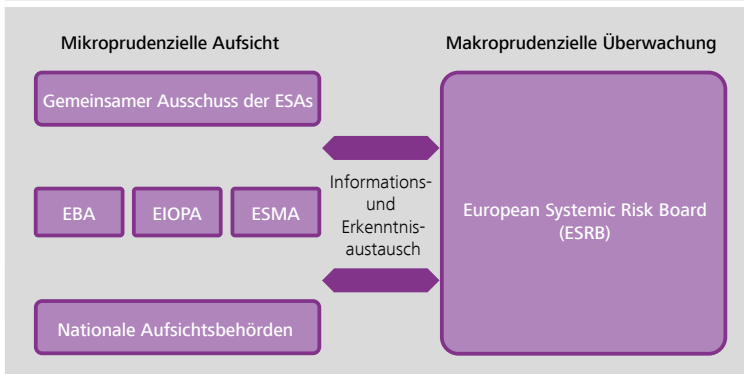 Mikroprudenzielle Aufsicht
Makroprudenzielle Überwachung
Gemeinsamer Ausschuss der ESAs
EBA
EIOPA
ESMA
Informations-
und
Erkenntnis-
austausch
European Systemic Risk Board
(ESRB)
Nationale Aufsichtsbehörden